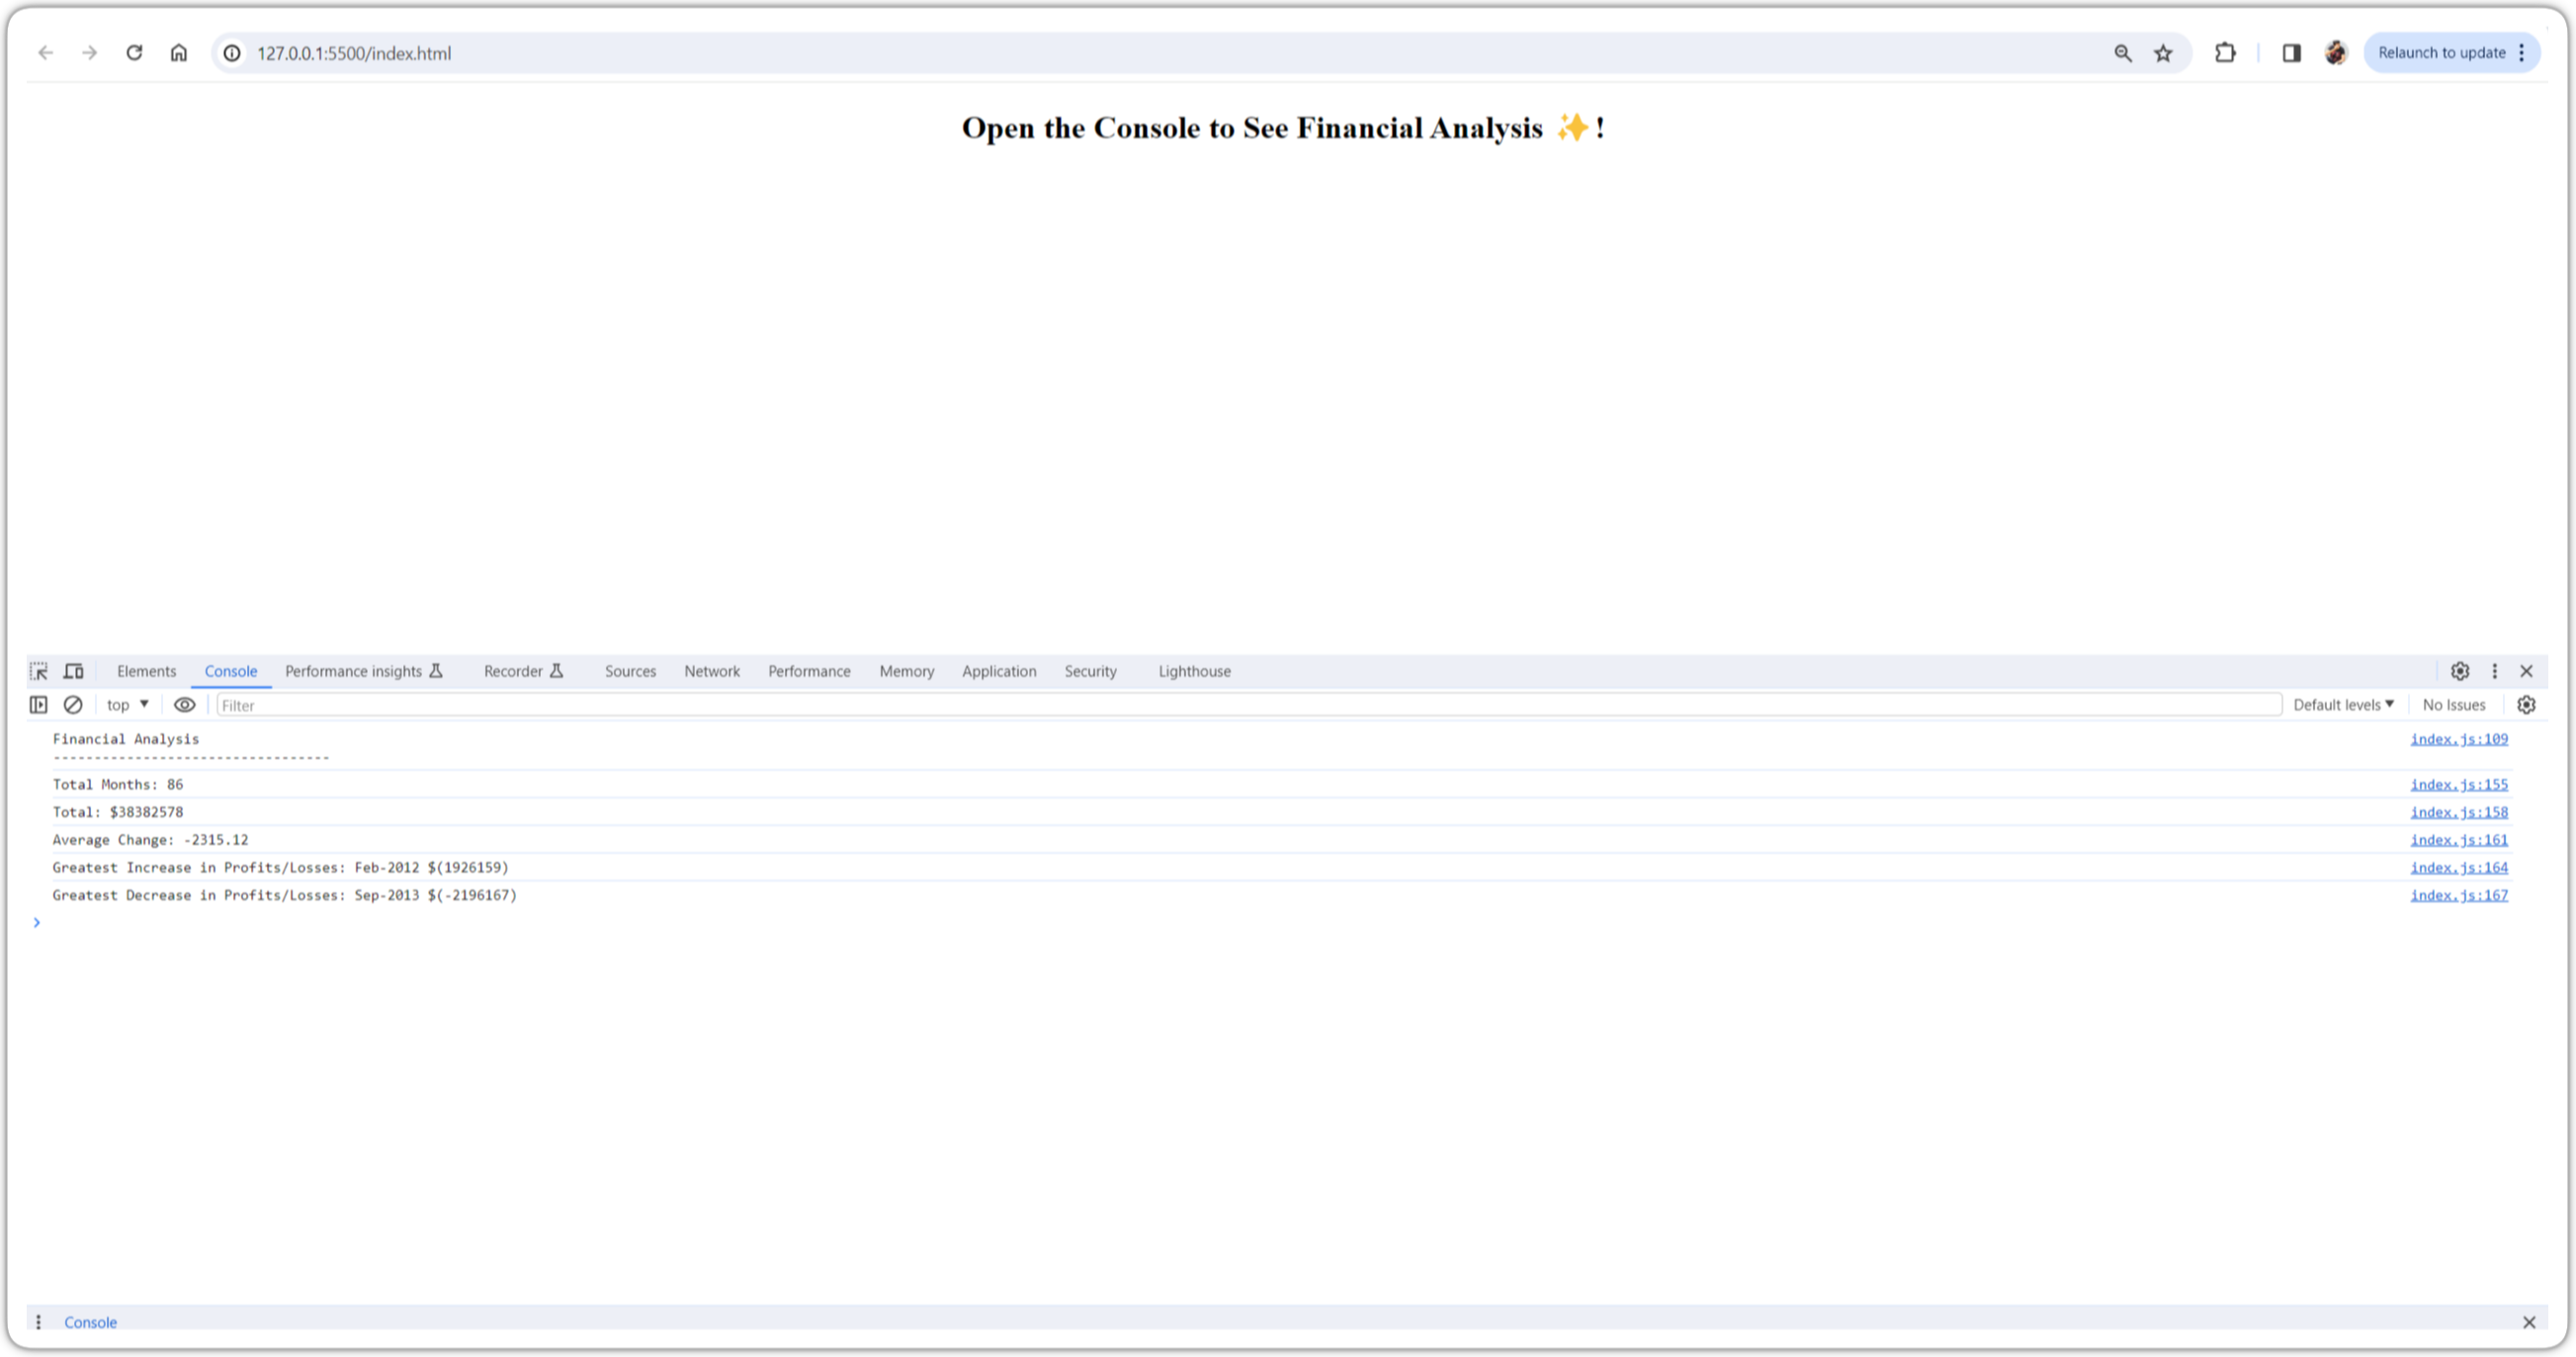 127.0.0.1:5500/index.html Relaunch to update
Open the Console to See Financial Analysis ✨!
Elements Console Performance insights Recorder Sources Network Performance Memory Application Security Lighthouse
top ▼ Filter Default levels ▼ No Issues
Financial Analysis index.js:109
----------------------------------
Total Months: 86 index.js:155
Total: $38382578 index.js:158
Average Change: -2315.12 index.js:161
Greatest Increase in Profits/Losses: Feb-2012 $(1926159) index.js:164
Greatest Decrease in Profits/Losses: Sep-2013 $(-2196167) index.js:167
Console